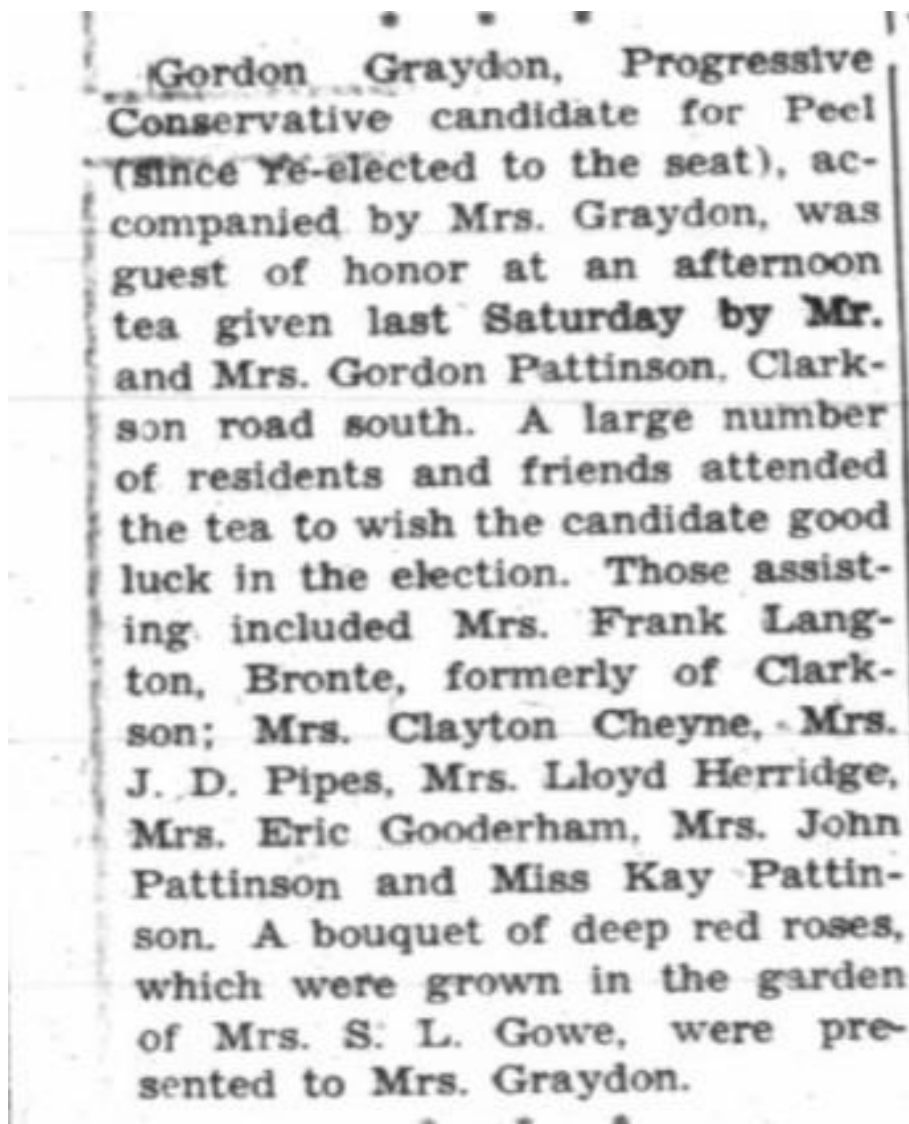 Gordon Graydon, Progressive
Conservative candidate for Peel
(since re-elected to the seat), ac-
companied by Mrs. Graydon, was
guest of honor at an afternoon
tea given last Saturday by Mr.
and Mrs. Gordon Pattinson, Clark-
son road south. A large number
of residents and friends attended
the tea to wish the candidate good
luck in the election. Those assist-
ing included Mrs. Frank Lang-
ton, Bronte, formerly of Clark-
son; Mrs. Clayton Cheyne, Mrs.
J. D. Pipes, Mrs. Lloyd Herridge,
Mrs. Eric Gooderham, Mrs. John
Pattinson and Miss Kay Pattin-
son. A bouquet of deep red roses,
which were grown in the garden
of Mrs. S. L. Gowe, were pre-
sented to Mrs. Graydon.